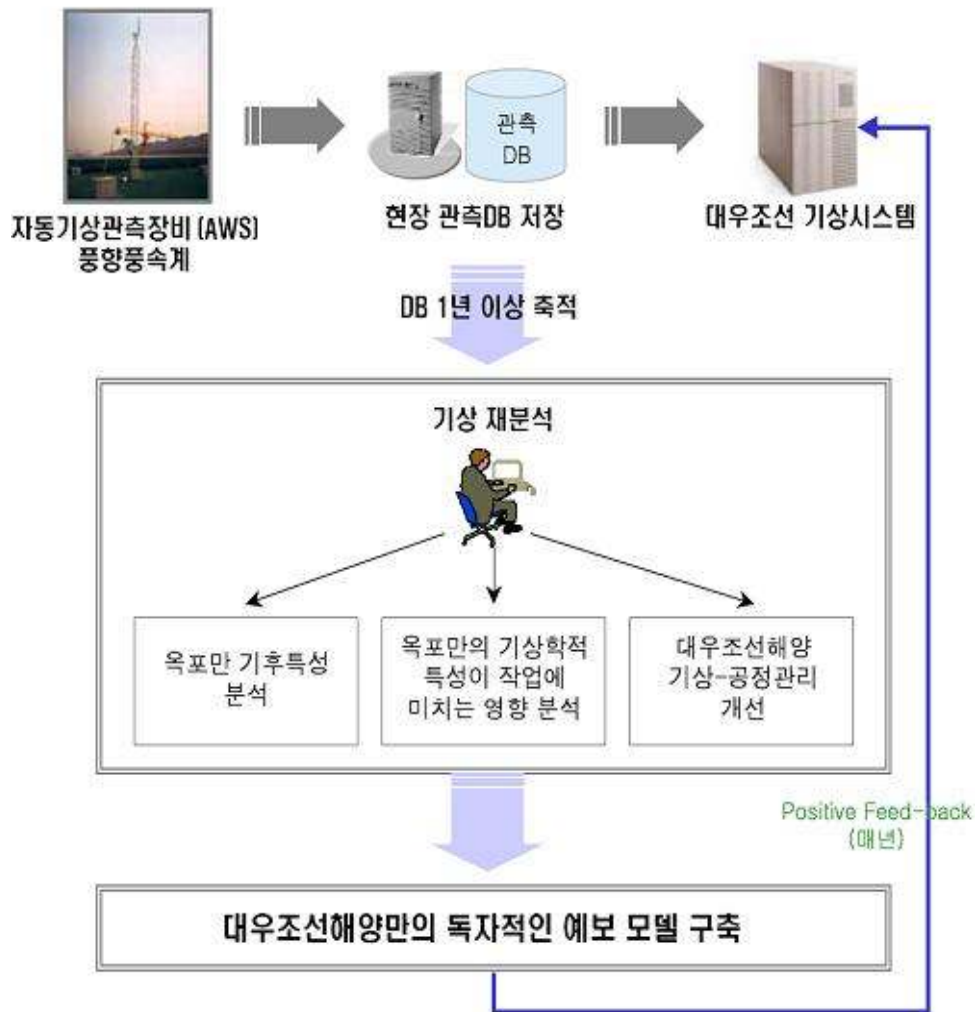 관측
DB
자동기상관측장비 (AWS)
풍향풍속계
현장 관측DB 저장
대우조선 기상시스템
DB 1년 이상 축적
기상 재분석
옥포만 기후특성
분석
옥포만의 기상학적
특성이 작업에
미치는 영향 분석
대우조선해양
기상-공정관리
개선
Positive Feed-back
(매년)
대우조선해양만의 독자적인 예보 모델 구축